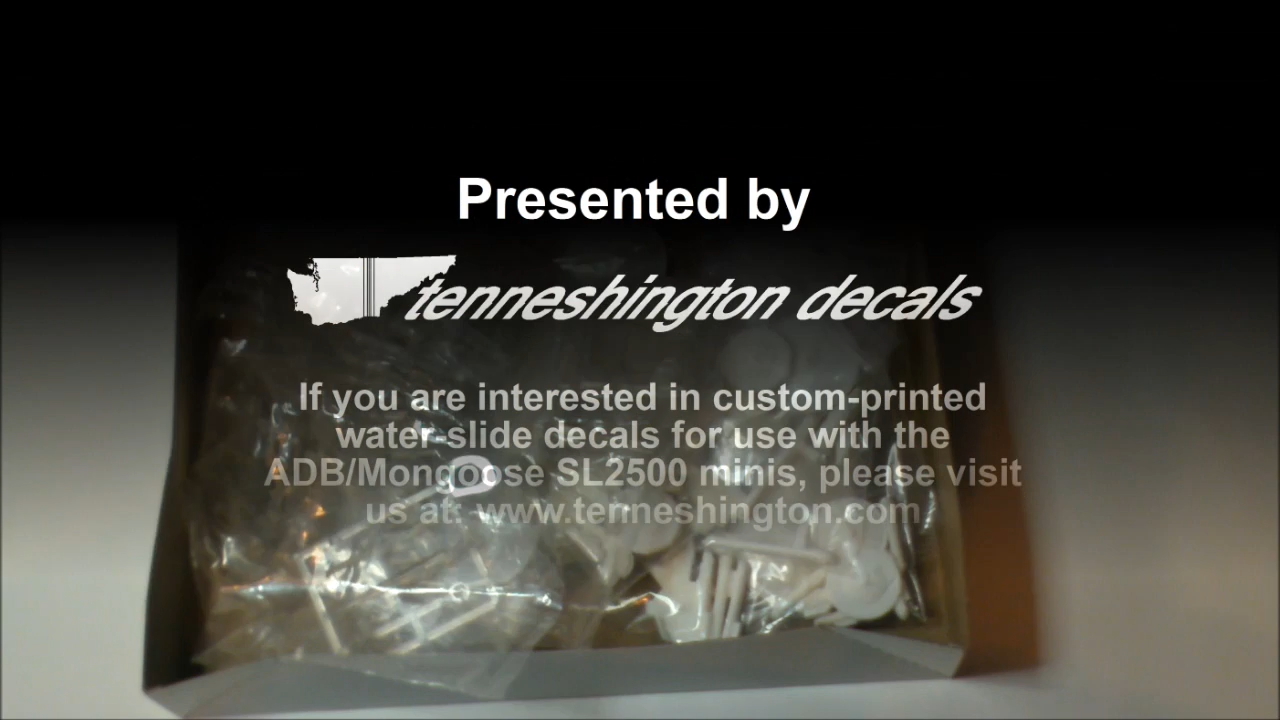 Presented by
tenneshington decals
If you are interested in custom-printed
water-slide decals for use with the
ADB/Mongoose SL2500 minis, please visit
us at: www.tenneshington.com